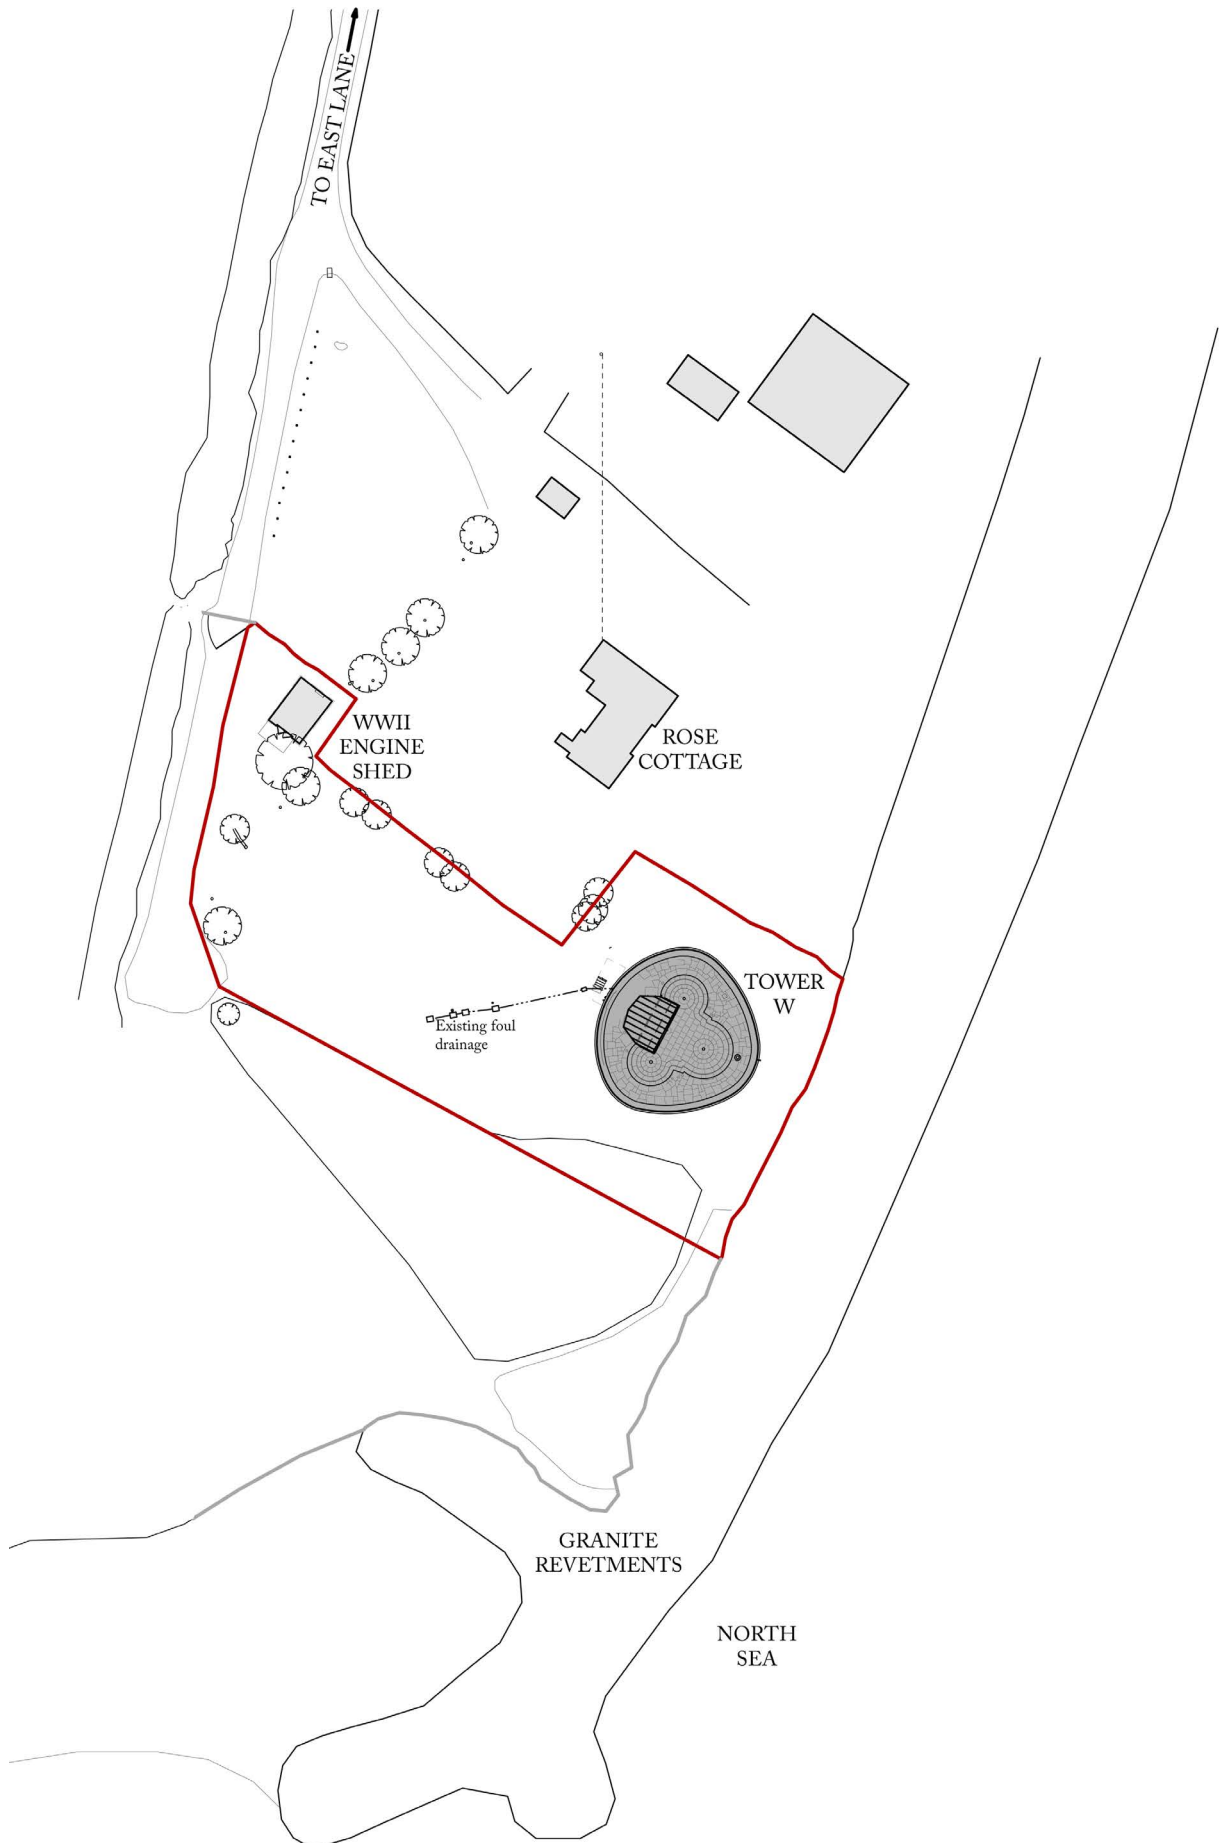 TO EAST LANE
WWII
ENGINE
SHED
ROSE
COTTAGE
TOWER
W
Existing foul
drainage
GRANITE
REVETMENTS
NORTH
SEA